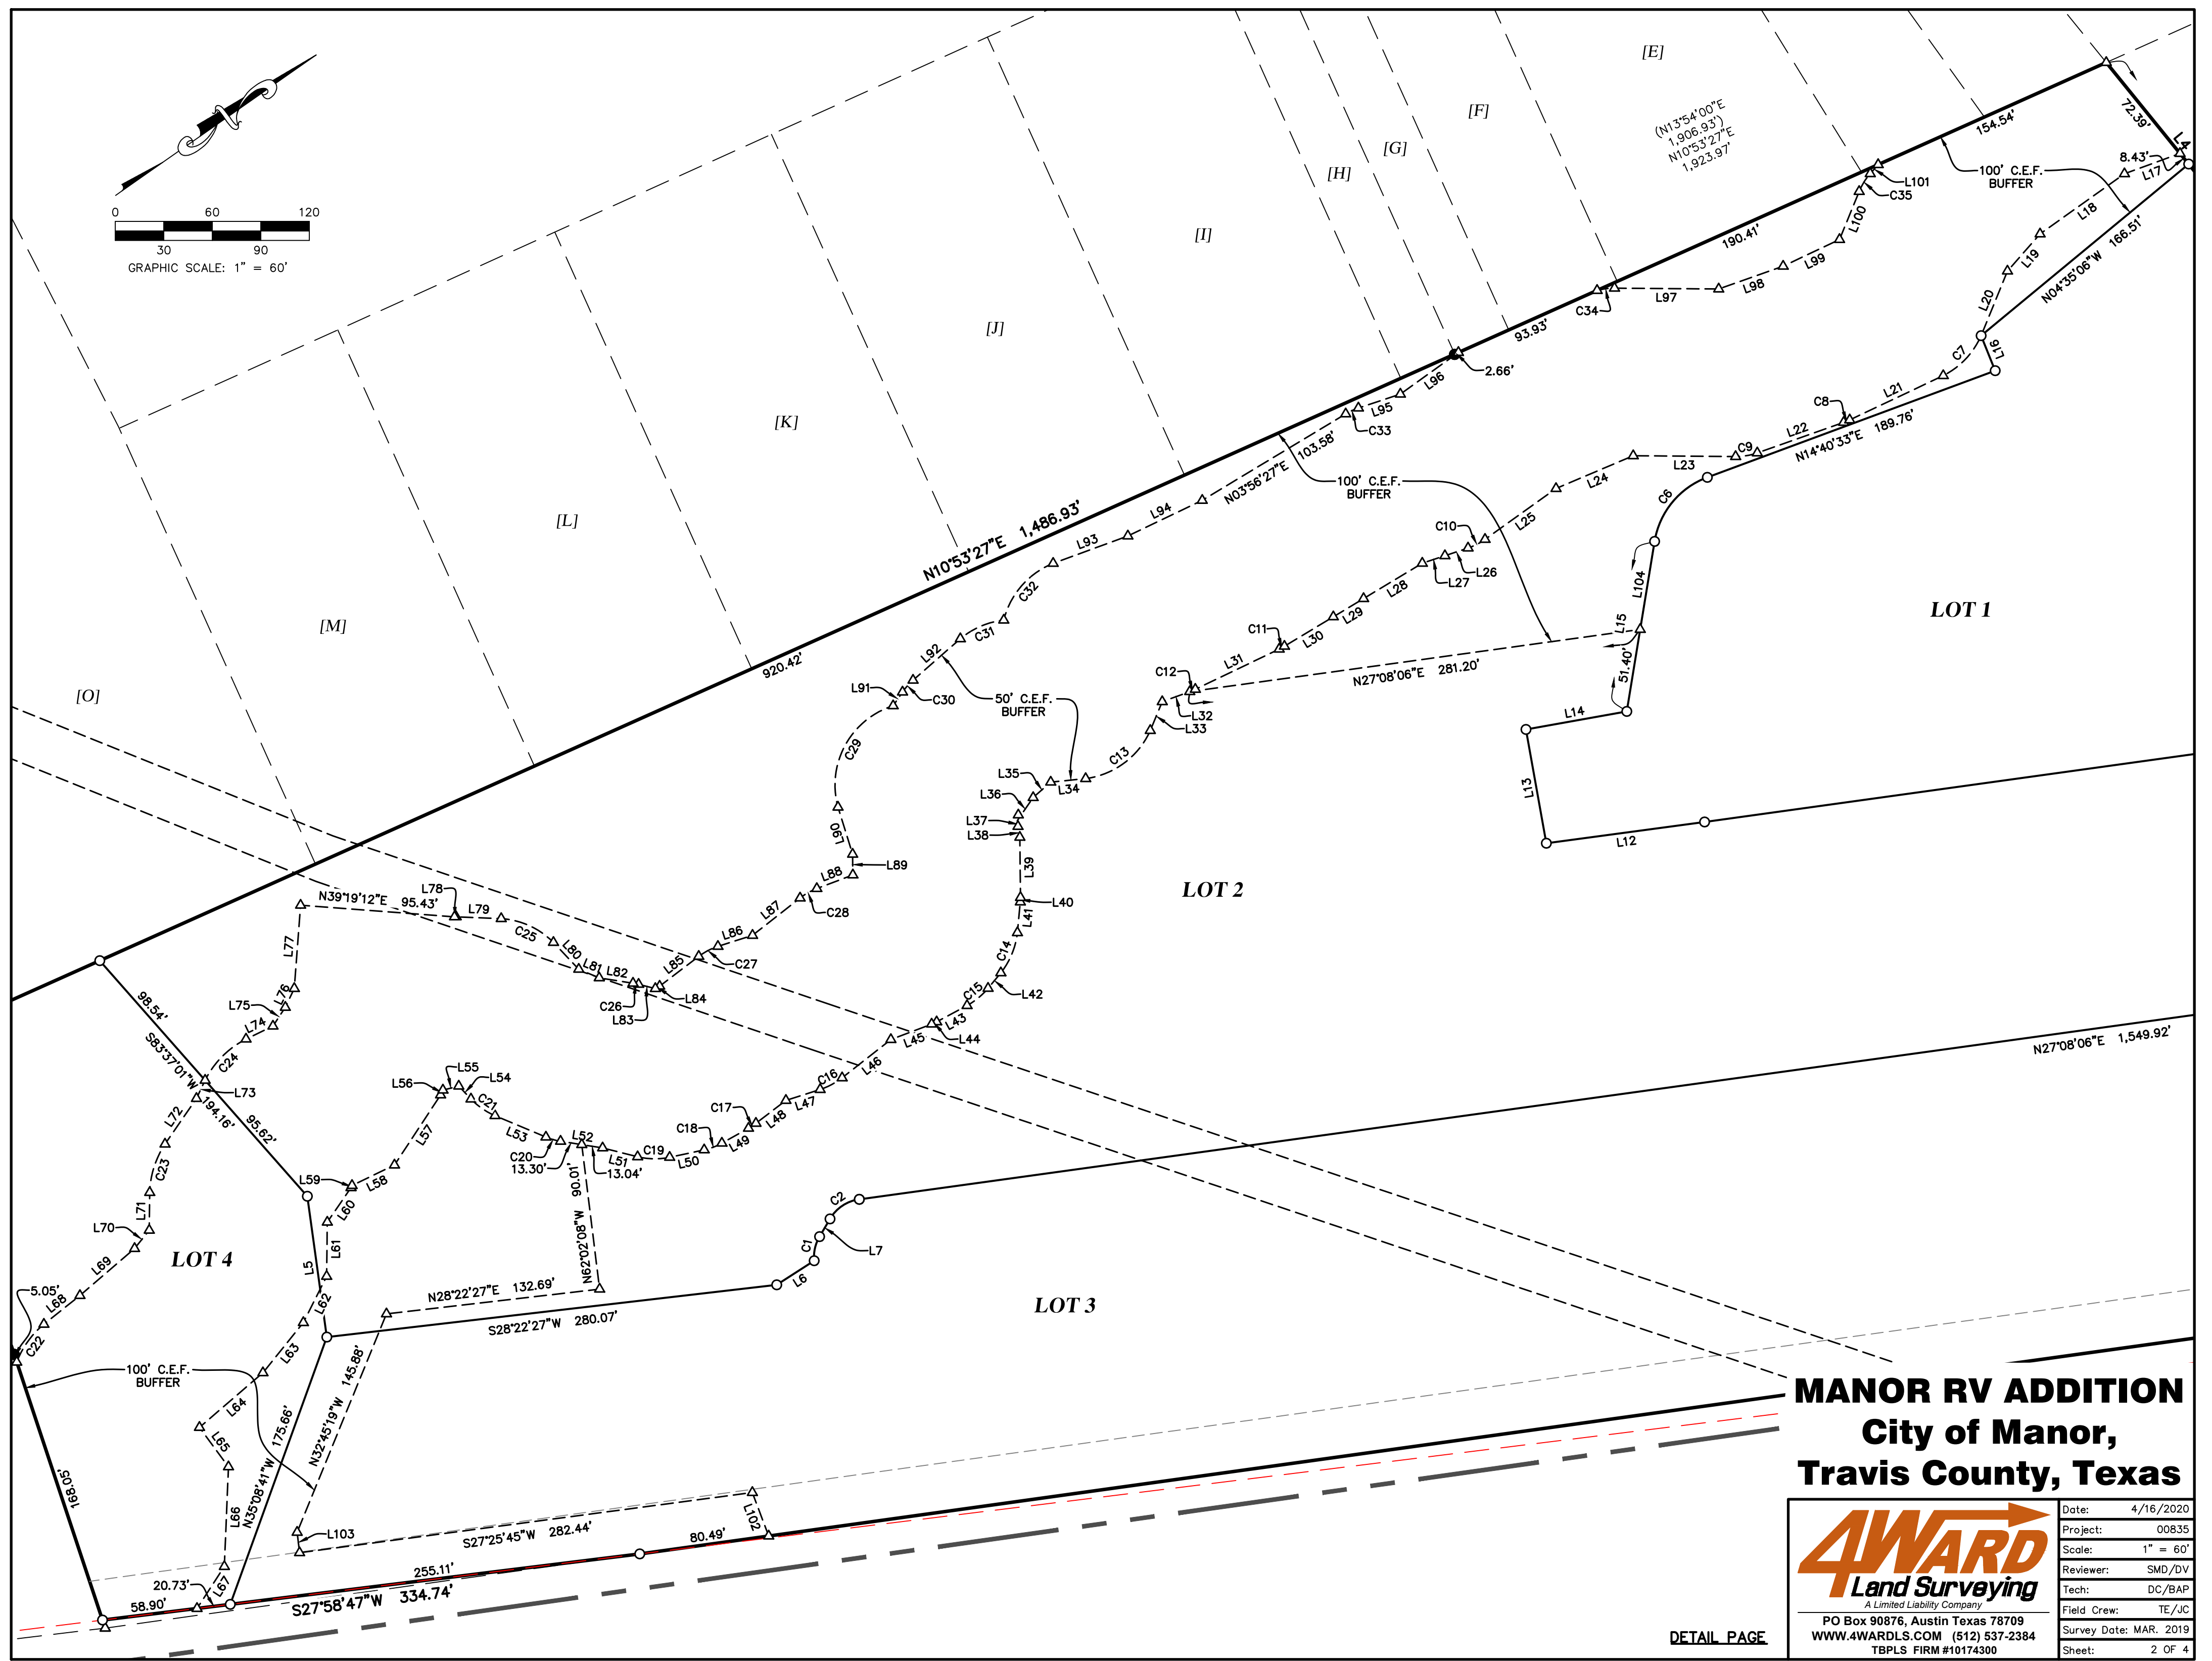 [E]
(N13°54'00"E
1,906.93')
N10°53'27"E
1,923.97'
154.54'
72.39'
L4
8.43'
L17
[F]
[G]
[H]
[I]
[J]
[K]
[L]
[M]
[O]
0 60 120
30 90
GRAPHIC SCALE: 1" = 60'
L101
C35
L100
100' C.E.F.
BUFFER
L18
L19
L20
N04°35'06"W 166.51'
190.41'
L99
L98
L97
C34
93.93'
2.66'
L96
L95
C33
L16
C7
L21
C8
L22
N14°40'33"E 189.76'
C9
L23
L24
L25
C6
N03°56'27"E 103.58'
100' C.E.F.
BUFFER
L94
L93
C32
C31
N10°53'27"E 1,486.93'
C10
L26
L27
L28
L29
L30
C11
L31
C12
L32
L33
L104
L15
51.40'
N27°08'06"E 281.20'
LOT 1
L14
L13
L12
920.42'
L92
L91
C30
50' C.E.F.
BUFFER
C29
C13
L34
L35
L36
L37
L38
L39
L40
L41
C14
L42
C15
L43
L44
L45
L46
LOT 2
L90
L89
L88
C28
L87
L86
C27
L85
L84
L83
C26
L82
L81
L80
C25
L79
L78
N39°19'12"E 95.43'
L77
L76
L75
L74
C24
L73
98.54'
S83°37'01"W 194.16'
95.62'
L72
C23
L71
L70
L69
L68
C22
5.05'
LOT 4
L56
L55
L54
C21
L53
C20
13.30'
L52
13.04'
L51
C19
L50
C18
L49
C17
L48
L47
C16
L57
L58
L59
L60
L61
L5
L62
L63
L64
L65
L66
L67
N62°02'08"W 90.01'
N28°22'27"E 132.69'
S28°22'27"W 280.07'
L6
C1
L7
C2
N27°08'06"E 1,549.92'
LOT 3
100' C.E.F.
BUFFER
168.05'
N35°08'41"W 175.66'
N32°45'19"W 145.88'
L103
S27°25'45"W 282.44'
L102
80.49'
255.11'
20.73'
58.90'
S27°58'47"W 334.74'
MANOR RV ADDITION
City of Manor,
Travis County, Texas
4WARD
Land Surveying
A Limited Liability Company
PO Box 90876, Austin Texas 78709
WWW.4WARDLS.COM (512) 537-2384
TBPLS FIRM #10174300
Date: 4/16/2020
Project: 00835
Scale: 1" = 60'
Reviewer: SMD/DV
Tech: DC/BAP
Field Crew: TE/JC
Survey Date: MAR. 2019
Sheet: 2 OF 4
DETAIL PAGE